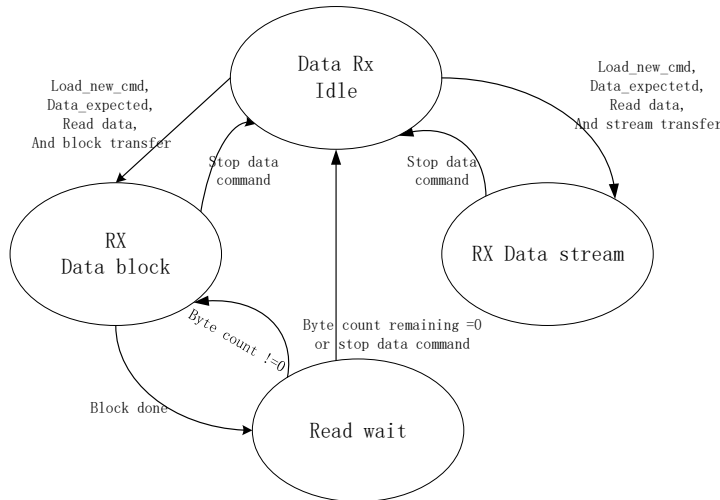 Data Rx
Idle
Load_new_cmd,
Data_expected,
Read data,
And block transfer
Load_new_cmd,
Data_expectetd,
Read data,
And stream transfer
Stop data
command
Stop data
command
RX
Data block
RX Data stream
Byte count !=0
Byte count remaining =0
or stop data command
Block done
Read wait